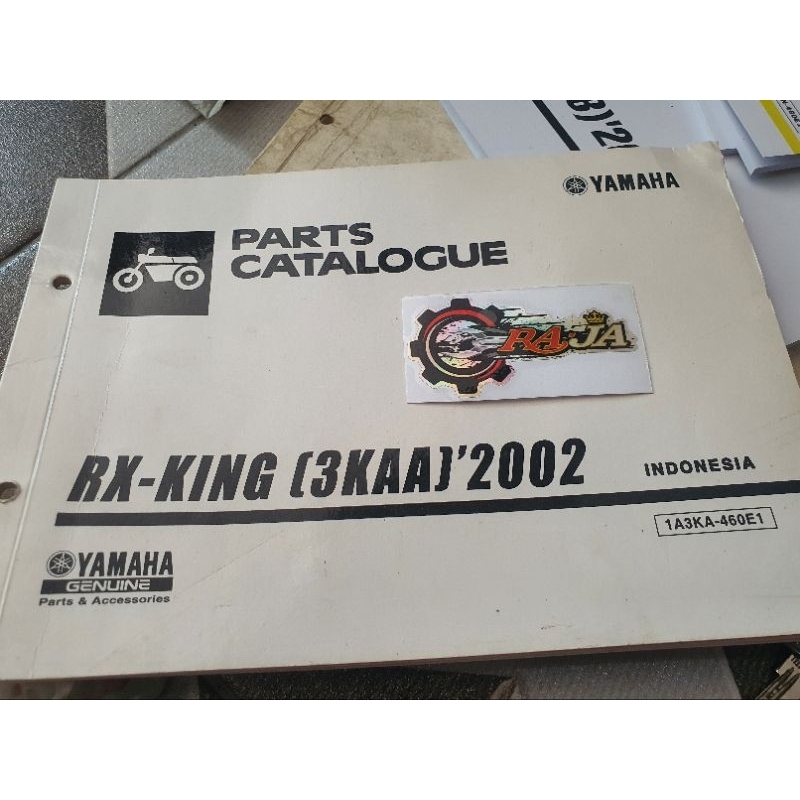 YAMAHA
PARTS
CATALOGUE
RAJA
RX-KING (3KAA)'2002
INDONESIA
1A3KA-460E1
YAMAHA
GENUINE
Parts & Accessories